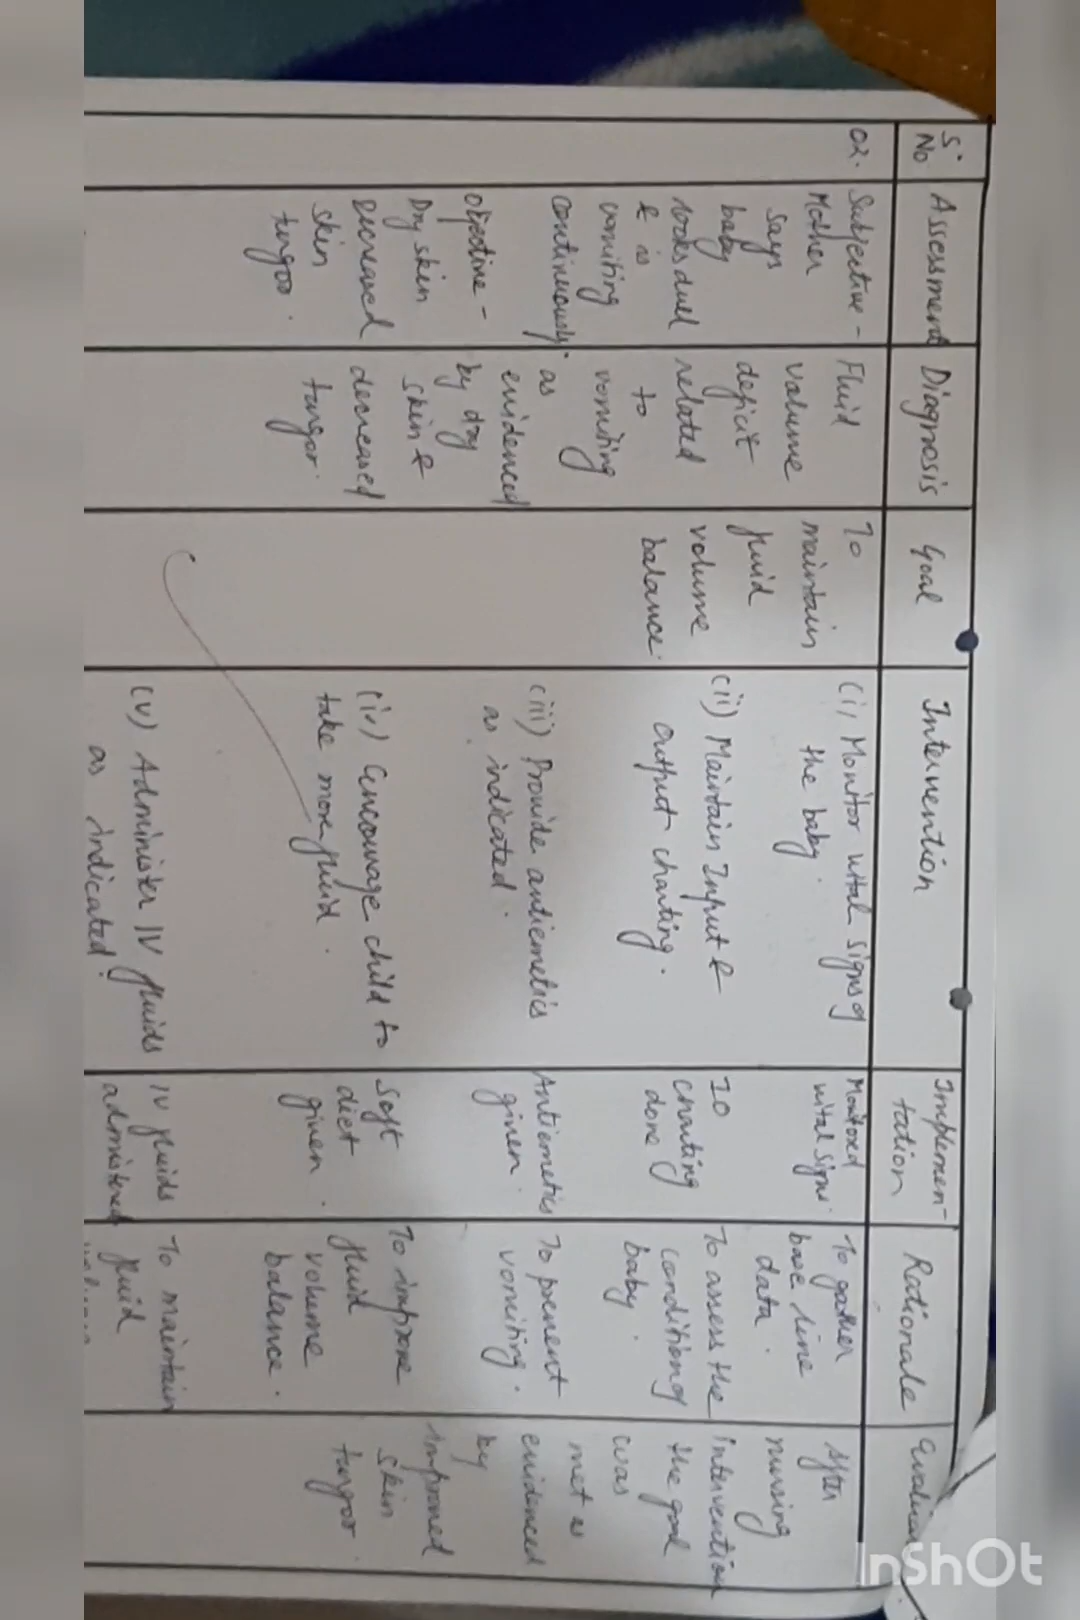 S. No
Assessment
Diagnosis
Goal
Intervention
Implemen-
tation
Rationale
02.
Subjective -
Mother
says
baby
looks duel
& is
vomiting
continuously.
objective -
Dry skin
decreased
skin
turgor.
Fluid
volume
deficit
related
to
vomiting
as
evidenced
by dry
skin &
decreased
turgor.
To
maintain
fluid
volume
balance.
(i) Monitor vital signs of
the baby.
(ii) Maintain Input &
output charting.
(iii) Provide antiemetics
as indicated.
(iv) Encourage child to
take more fluid.
(v) Administer IV fluids
as indicated.
Monitored
vital signs.
IO
charting
done
Antiemetics
given.
Soft
diet
given.
IV fluids
administered
To gather
base line
data.
To assess the
condition of
baby.
To prevent
vomiting.
To improve
fluid
volume
balance.
To maintain
fluid
After
nursing
intervention
the goal
was
met as
evidenced
by
improved
skin
turgor.
InShOt